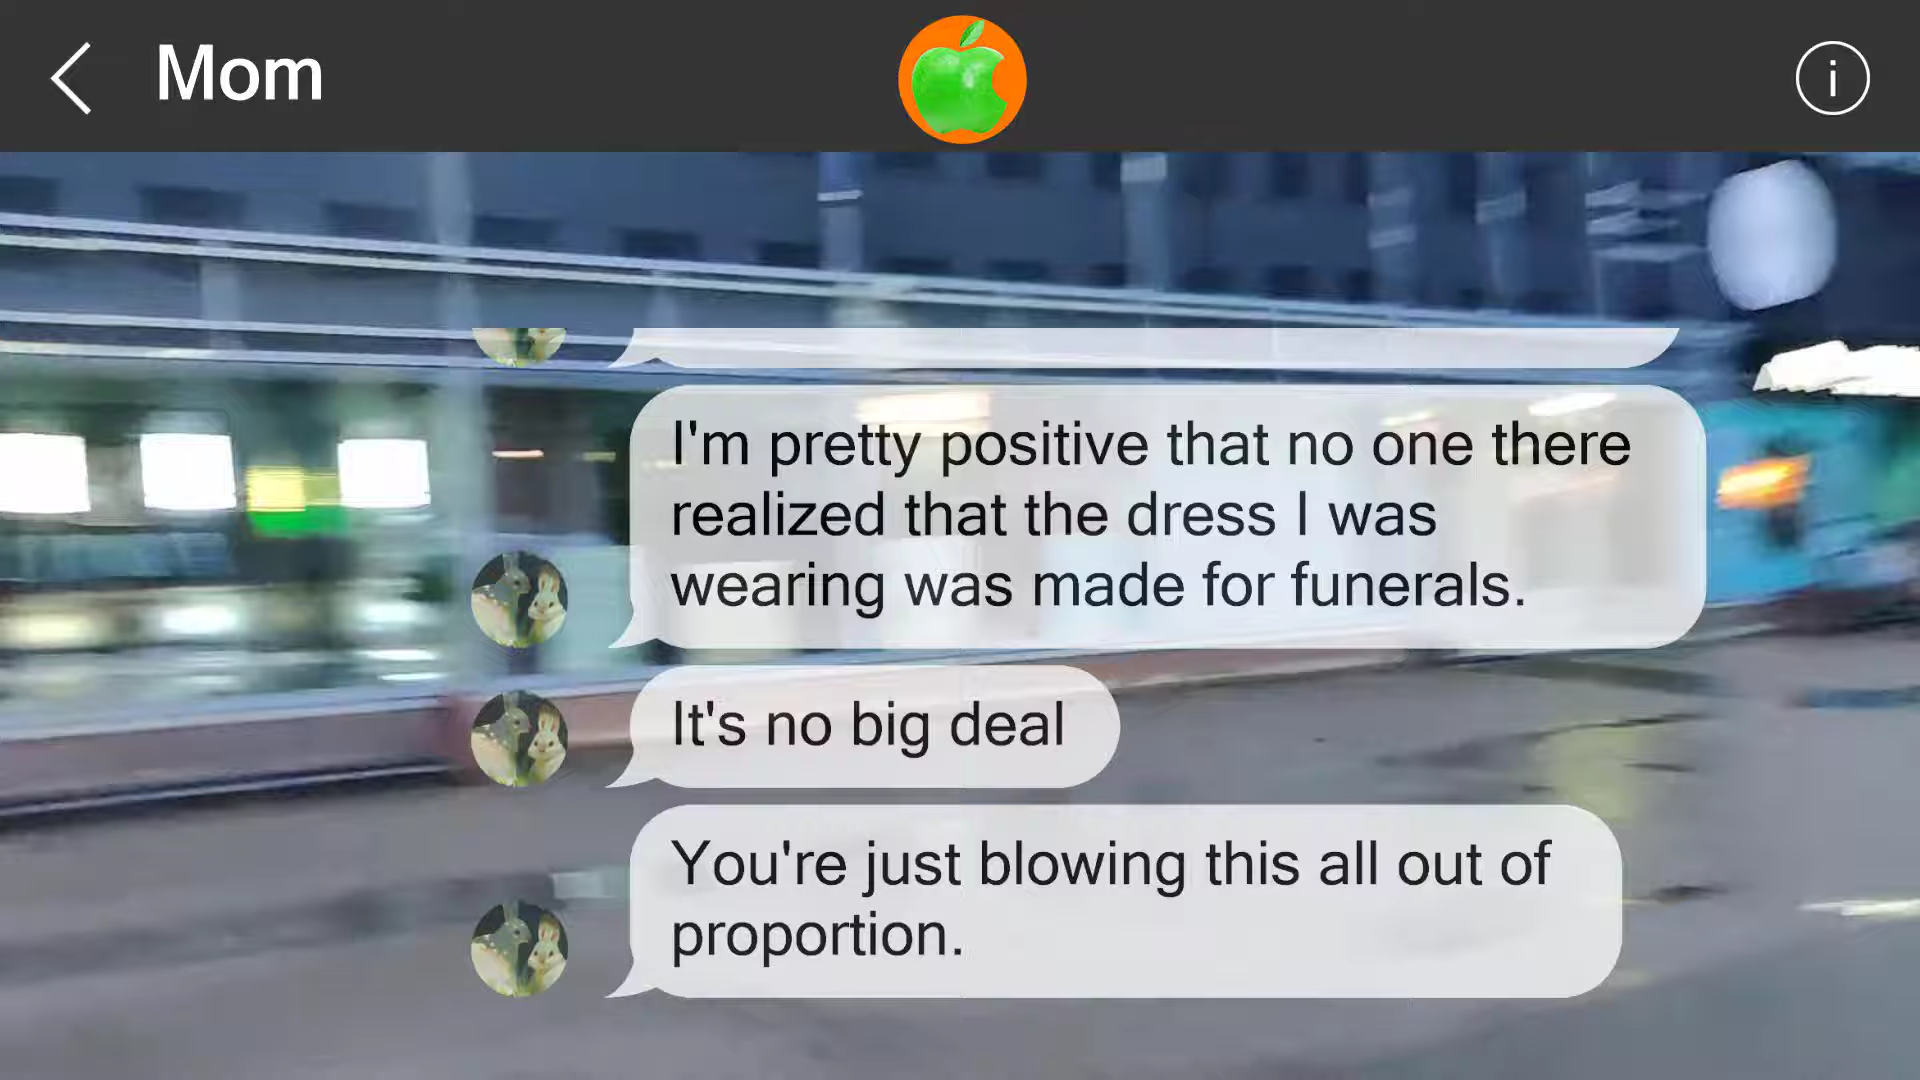 Mom
I'm pretty positive that no one there
realized that the dress I was
wearing was made for funerals.
It's no big deal
You're just blowing this all out of
proportion.